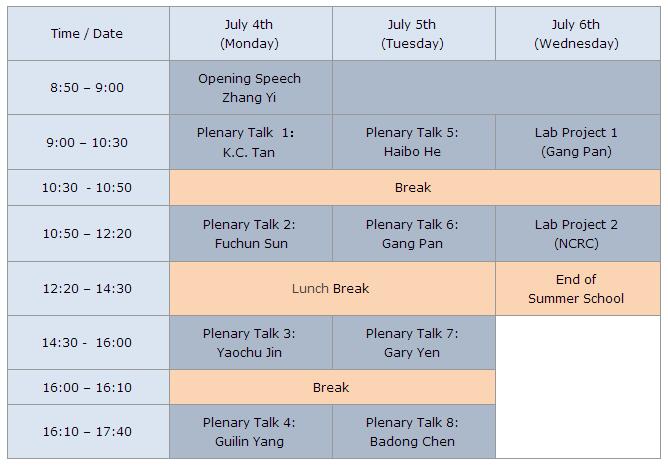 Time / Date
July 4th
(Monday)
July 5th
(Tuesday)
July 6th
(Wednesday)
8:50 – 9:00
Opening Speech
Zhang Yi
9:00 – 10:30
Plenary Talk  1:
K.C. Tan
Plenary Talk 5:
Haibo He
Lab Project 1
(Gang Pan)
10:30  - 10:50
Break
10:50 – 12:20
Plenary Talk 2:
Fuchun Sun
Plenary Talk 6:
Gang Pan
Lab Project 2
(NCRC)
12:20 – 14:30
Lunch Break
End of
Summer School
14:30 -  16:00
Plenary Talk 3:
Yaochu Jin
Plenary Talk 7:
Gary Yen
16:00 – 16:10
Break
16:10 – 17:40
Plenary Talk 4:
Guilin Yang
Plenary Talk 8:
Badong Chen